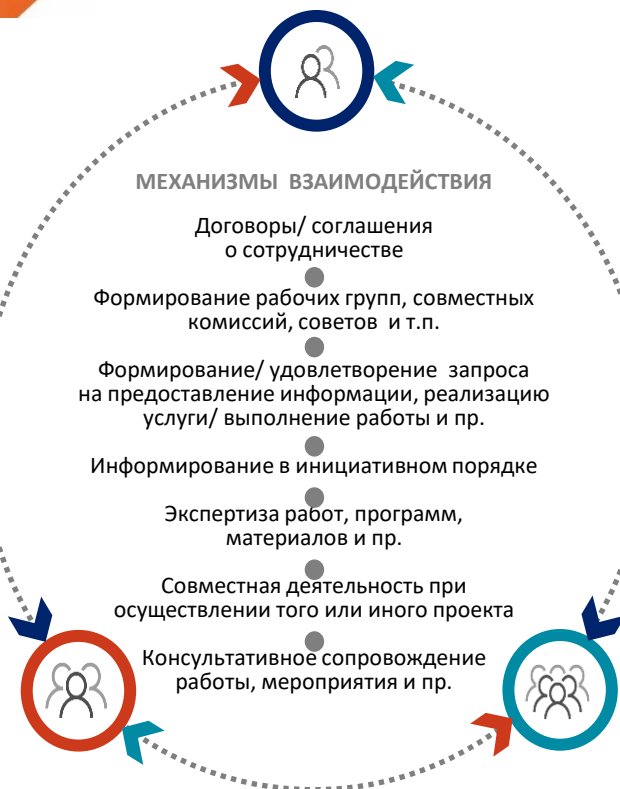 МЕХАНИЗМЫ ВЗАИМОДЕЙСТВИЯ
Договоры/ соглашения
о сотрудничестве
Формирование рабочих групп, совместных
комиссий, советов и т.п.
Формирование/ удовлетворение запроса
на предоставление информации, реализацию
услуги/ выполнение работы и пр.
Информирование в инициативном порядке
Экспертиза работ, программ,
материалов и пр.
Совместная деятельность при
осуществлении того или иного проекта
Консультативное сопровождение
работы, мероприятия и пр.